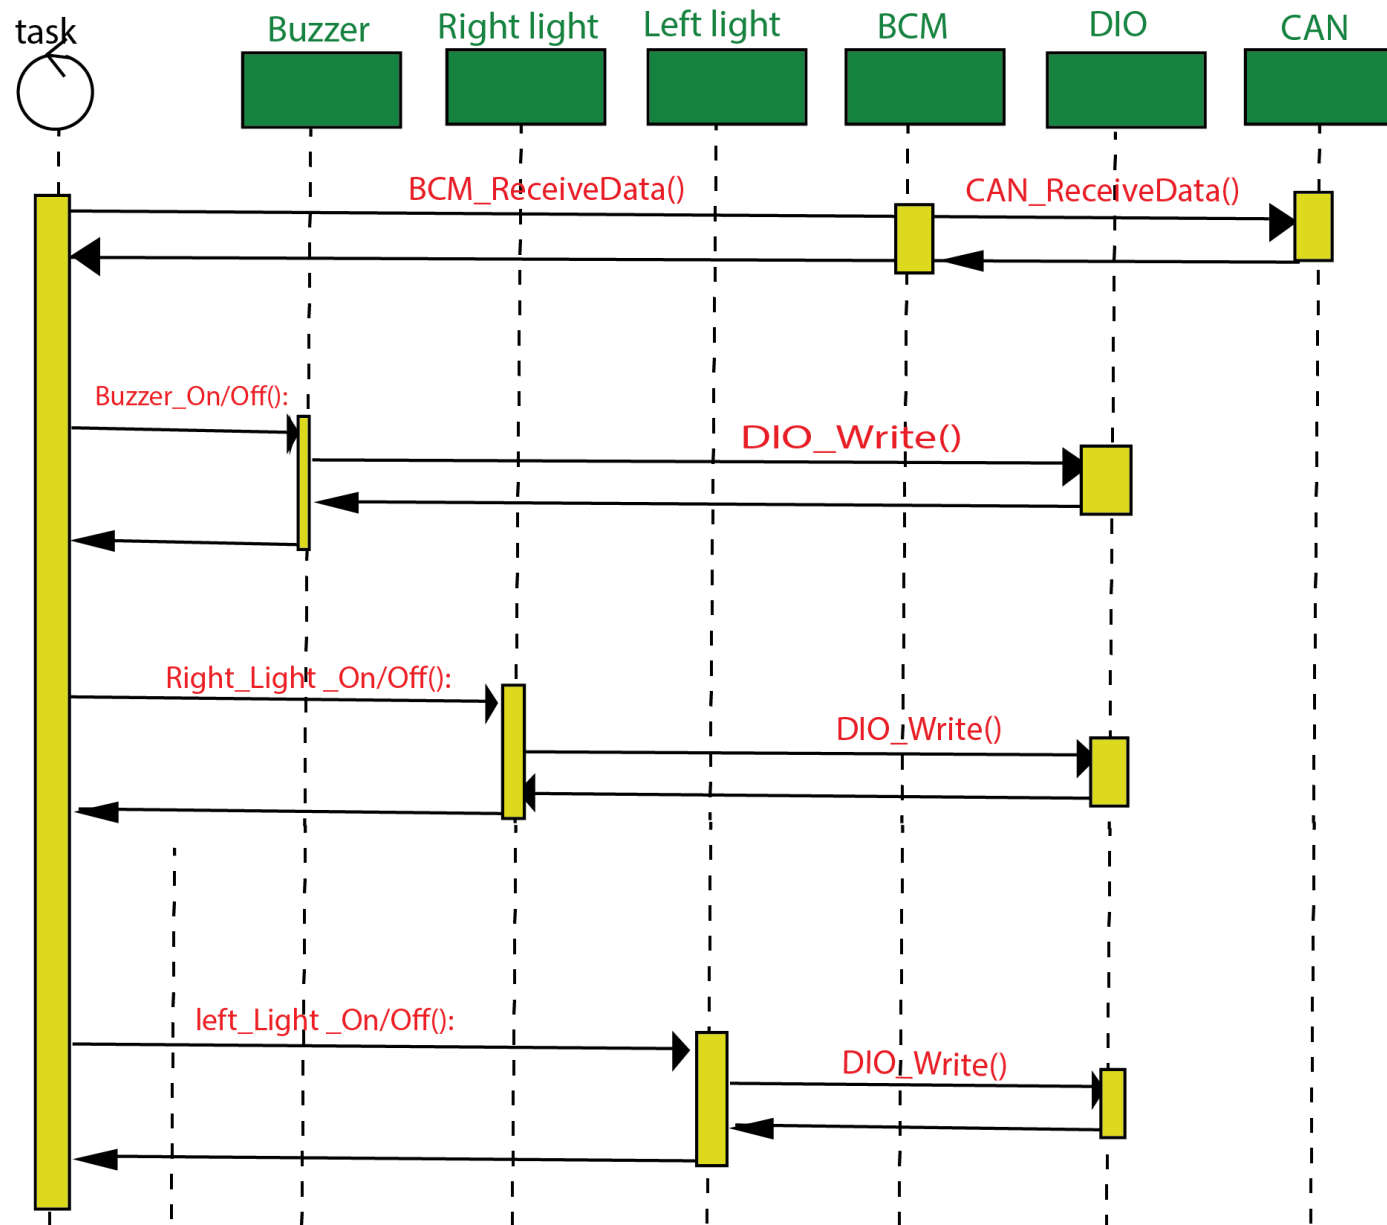 task
Buzzer
Right light
Left light
BCM
DIO
CAN
BCM_ReceiveData()
CAN_ReceiveData()
Buzzer_On/Off():
DIO_Write()
Right_Light _On/Off():
DIO_Write()
left_Light _On/Off():
DIO_Write()